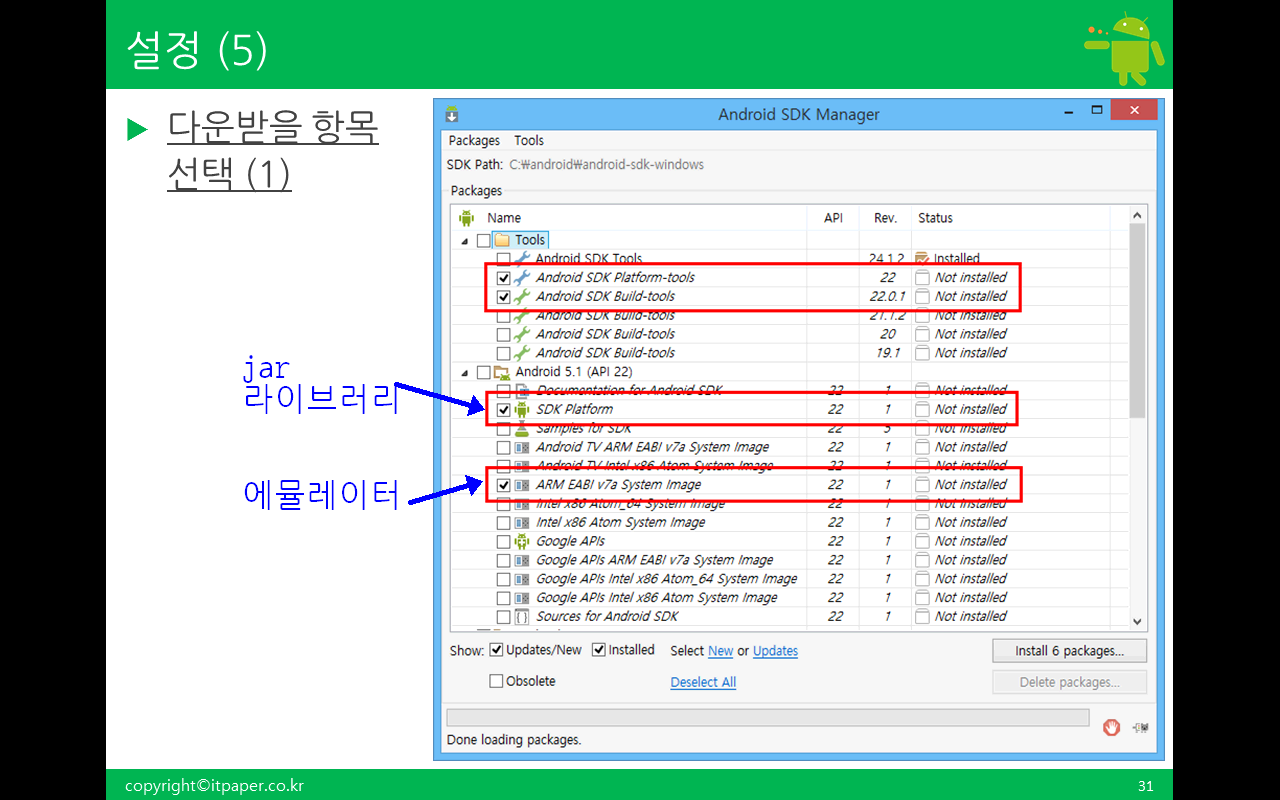 설정 (5)
다운받을 항목
선택 (1)
jar
라이브러리
에뮬레이터
Android SDK Manager
Packages Tools
SDK Path: C:₩android₩android-sdk-windows
Packages
Name API Rev. Status
Tools
Android SDK Tools 24.1.2 Installed
Android SDK Platform-tools 22 Not installed
Android SDK Build-tools 22.0.1 Not installed
Android SDK Build-tools 21.1.2 Not installed
Android SDK Build-tools 20 Not installed
Android SDK Build-tools 19.1 Not installed
Android 5.1 (API 22)
Documentation for Android SDK 22 1 Not installed
SDK Platform 22 1 Not installed
Samples for SDK 22 5 Not installed
Android TV ARM EABI v7a System Image 22 1 Not installed
Android TV Intel x86 Atom System Image 22 1 Not installed
ARM EABI v7a System Image 22 1 Not installed
Intel x86 Atom_64 System Image 22 1 Not installed
Intel x86 Atom System Image 22 1 Not installed
Google APIs 22 1 Not installed
Google APIs ARM EABI v7a System Image 22 1 Not installed
Google APIs Intel x86 Atom_64 System Image 22 1 Not installed
Google APIs Intel x86 Atom System Image 22 1 Not installed
Sources for Android SDK 22 1 Not installed
Show: Updates/New Installed Select New or Updates Install 6 packages...
Obsolete Deselect All Delete packages...
Done loading packages.
copyright©itpaper.co.kr 31